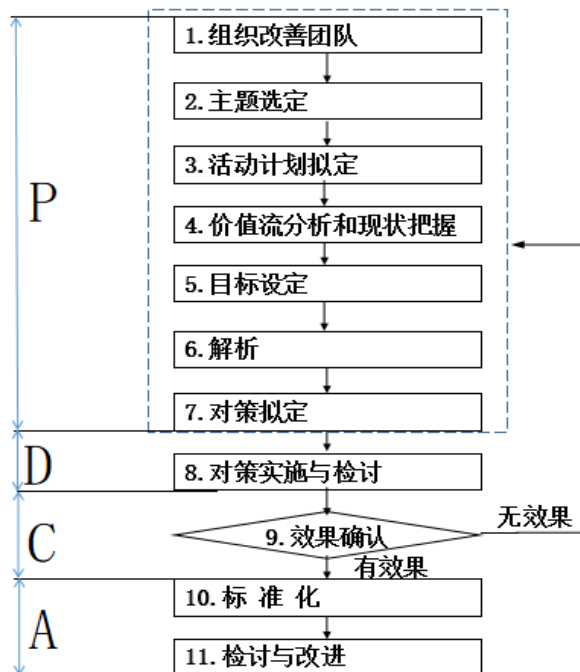 1.组织改善团队
2.主题选定
3.活动计划拟定
P
4.价值流分析和现状把握
5.目标设定
6.解析
7.对策拟定
D
8.对策实施与检讨
无效果
C
9.效果确认
有效果
10.标 准 化
A
11.检讨与改进